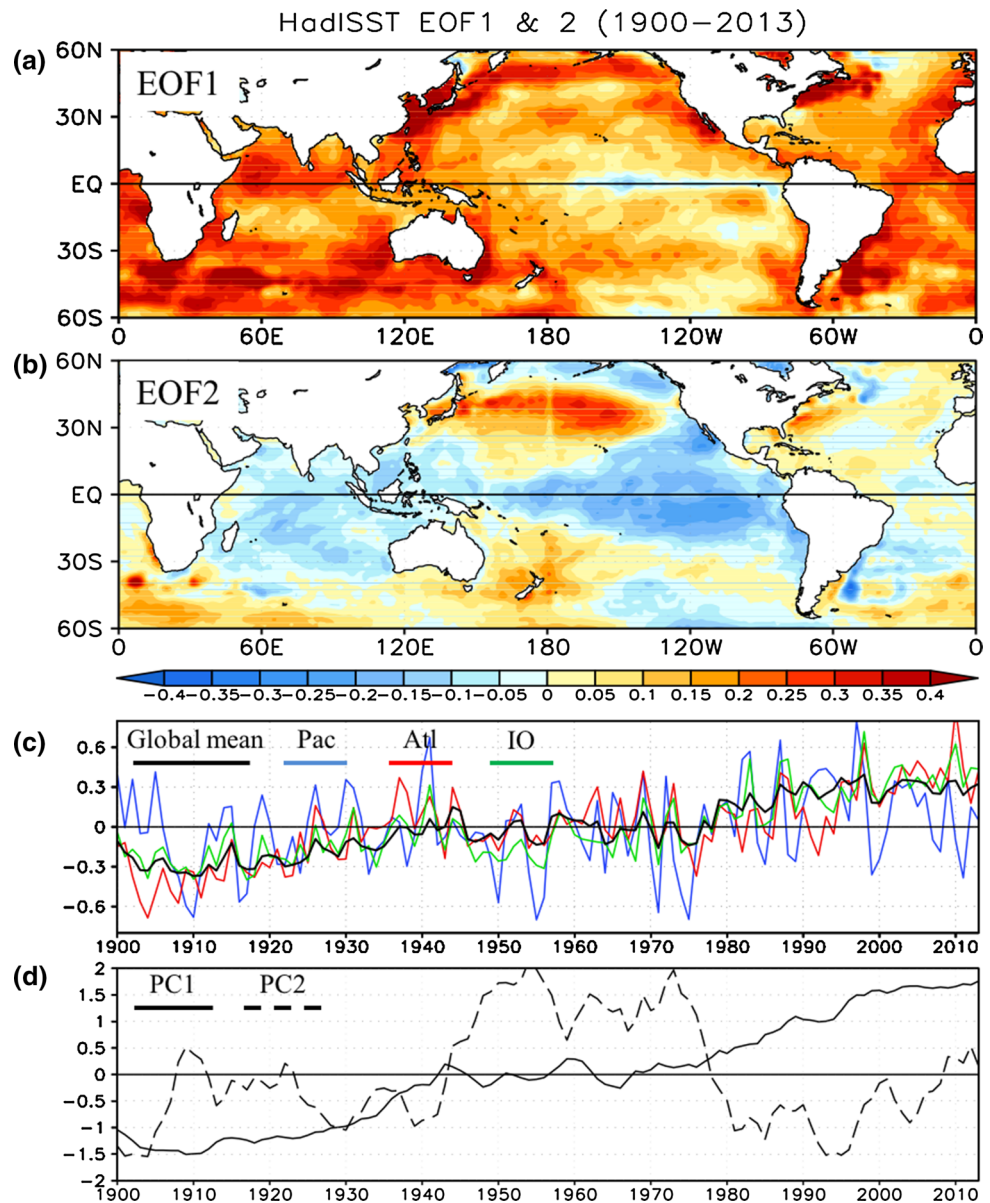 HadISST EOF1 & 2 (1900−2013)
(a)
EOF1
60N
30N
EQ
30S
60S
0 60E 120E 180 120W 60W 0
(b)
EOF2
60N
30N
EQ
30S
60S
0 60E 120E 180 120W 60W 0
−0.4 −0.35 −0.3 −0.25 −0.2 −0.15 −0.1 −0.05 0 0.05 0.1 0.15 0.2 0.25 0.3 0.35 0.4
(c)
Global mean Pac Atl IO
0.6
0.3
0
−0.3
−0.6
1900 1910 1920 1930 1940 1950 1960 1970 1980 1990 2000 2010
(d)
PC1 PC2
2
1.5
1
0.5
0
−0.5
−1
−1.5
−2
1900 1910 1920 1930 1940 1950 1960 1970 1980 1990 2000 2010